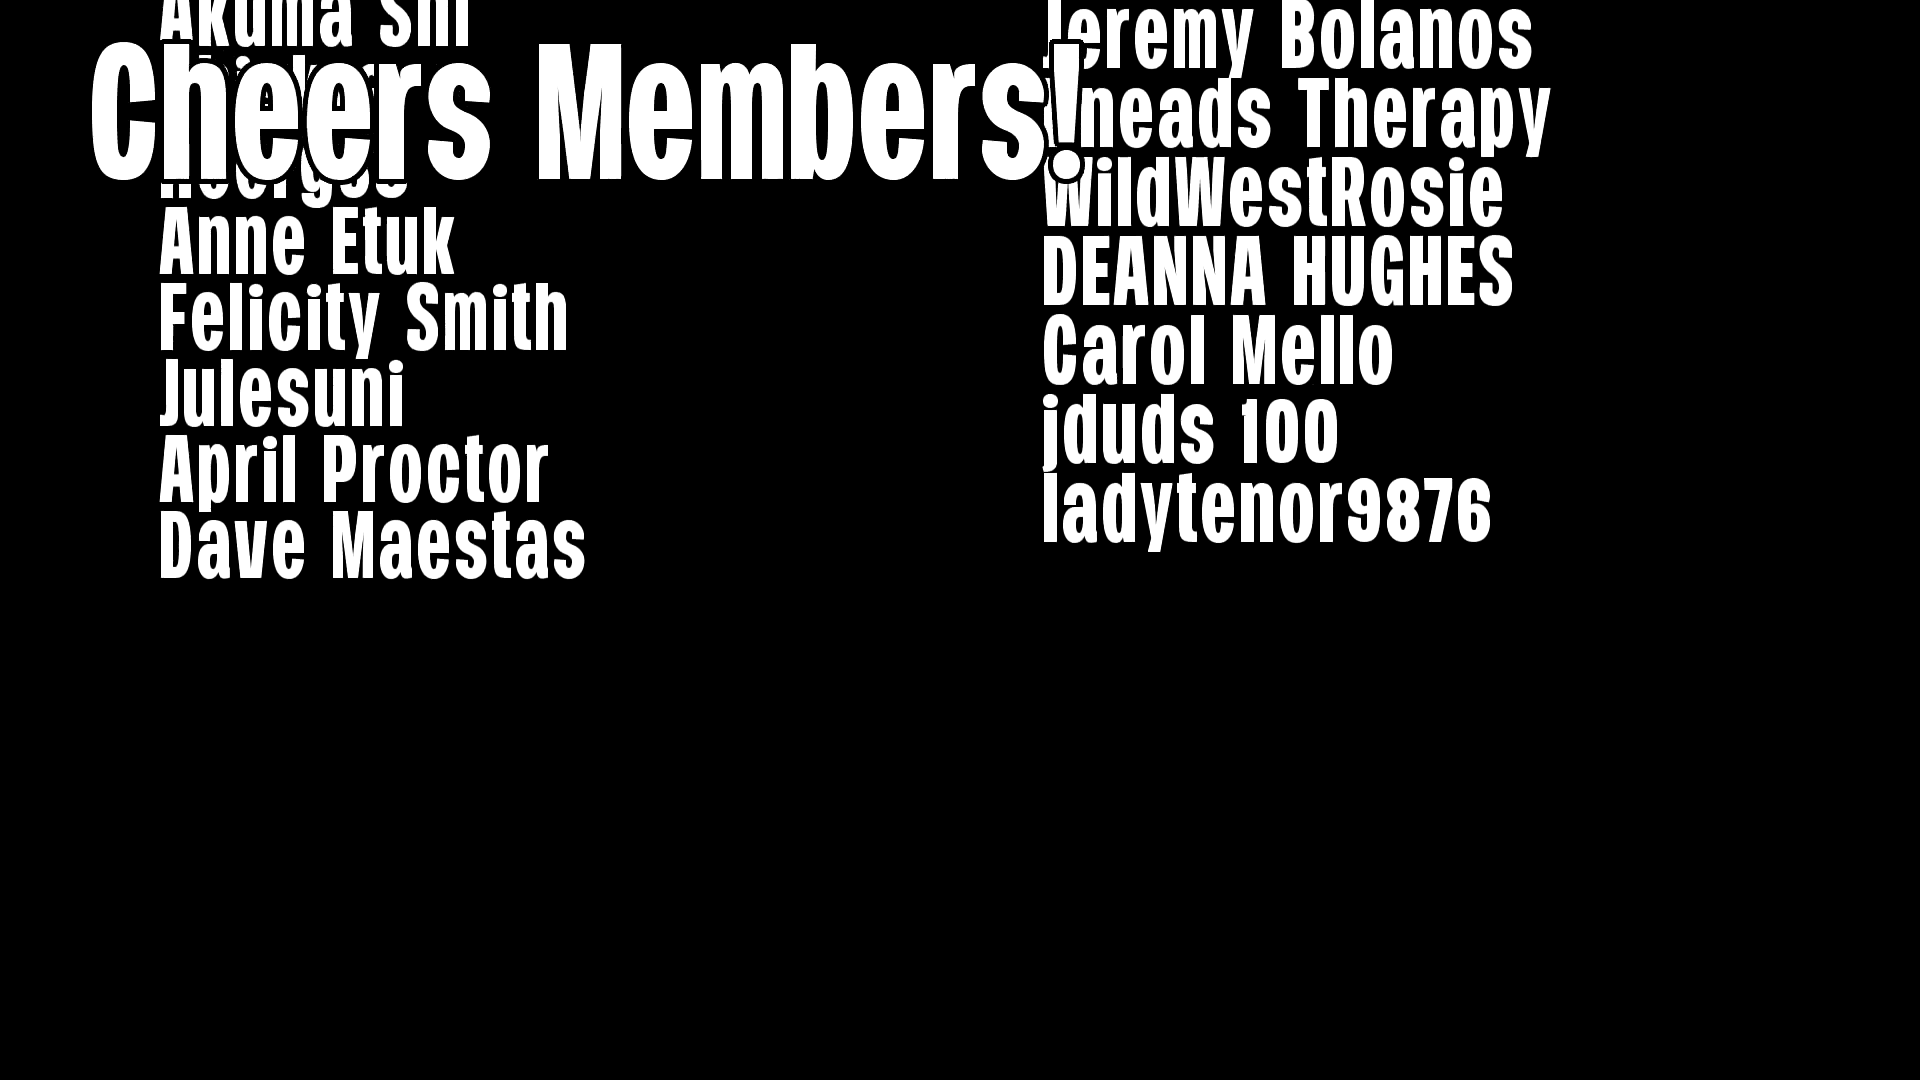 Akuma Shi
Cheers Members!
Anne Etuk
Felicity Smith
Julesuni
April Proctor
Dave Maestas
Jeremy Bolanos
Therapy
WildWestRosie
DEANNA HUGHES
Carol Mello
jduds 100
ladytenor9876